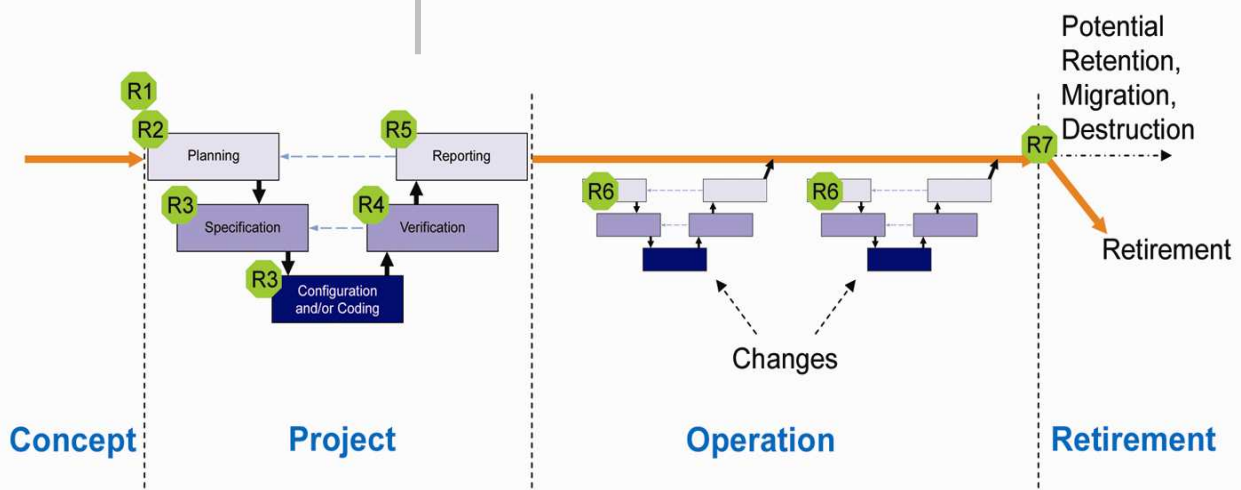 Potential
Retention,
Migration,
Destruction
R1
R2
Planning
R5
Reporting
R7
R3
Specification
R4
Verification
R6
R6
Retirement
R3
Configuration
and/or Coding
Changes
Concept
Project
Operation
Retirement